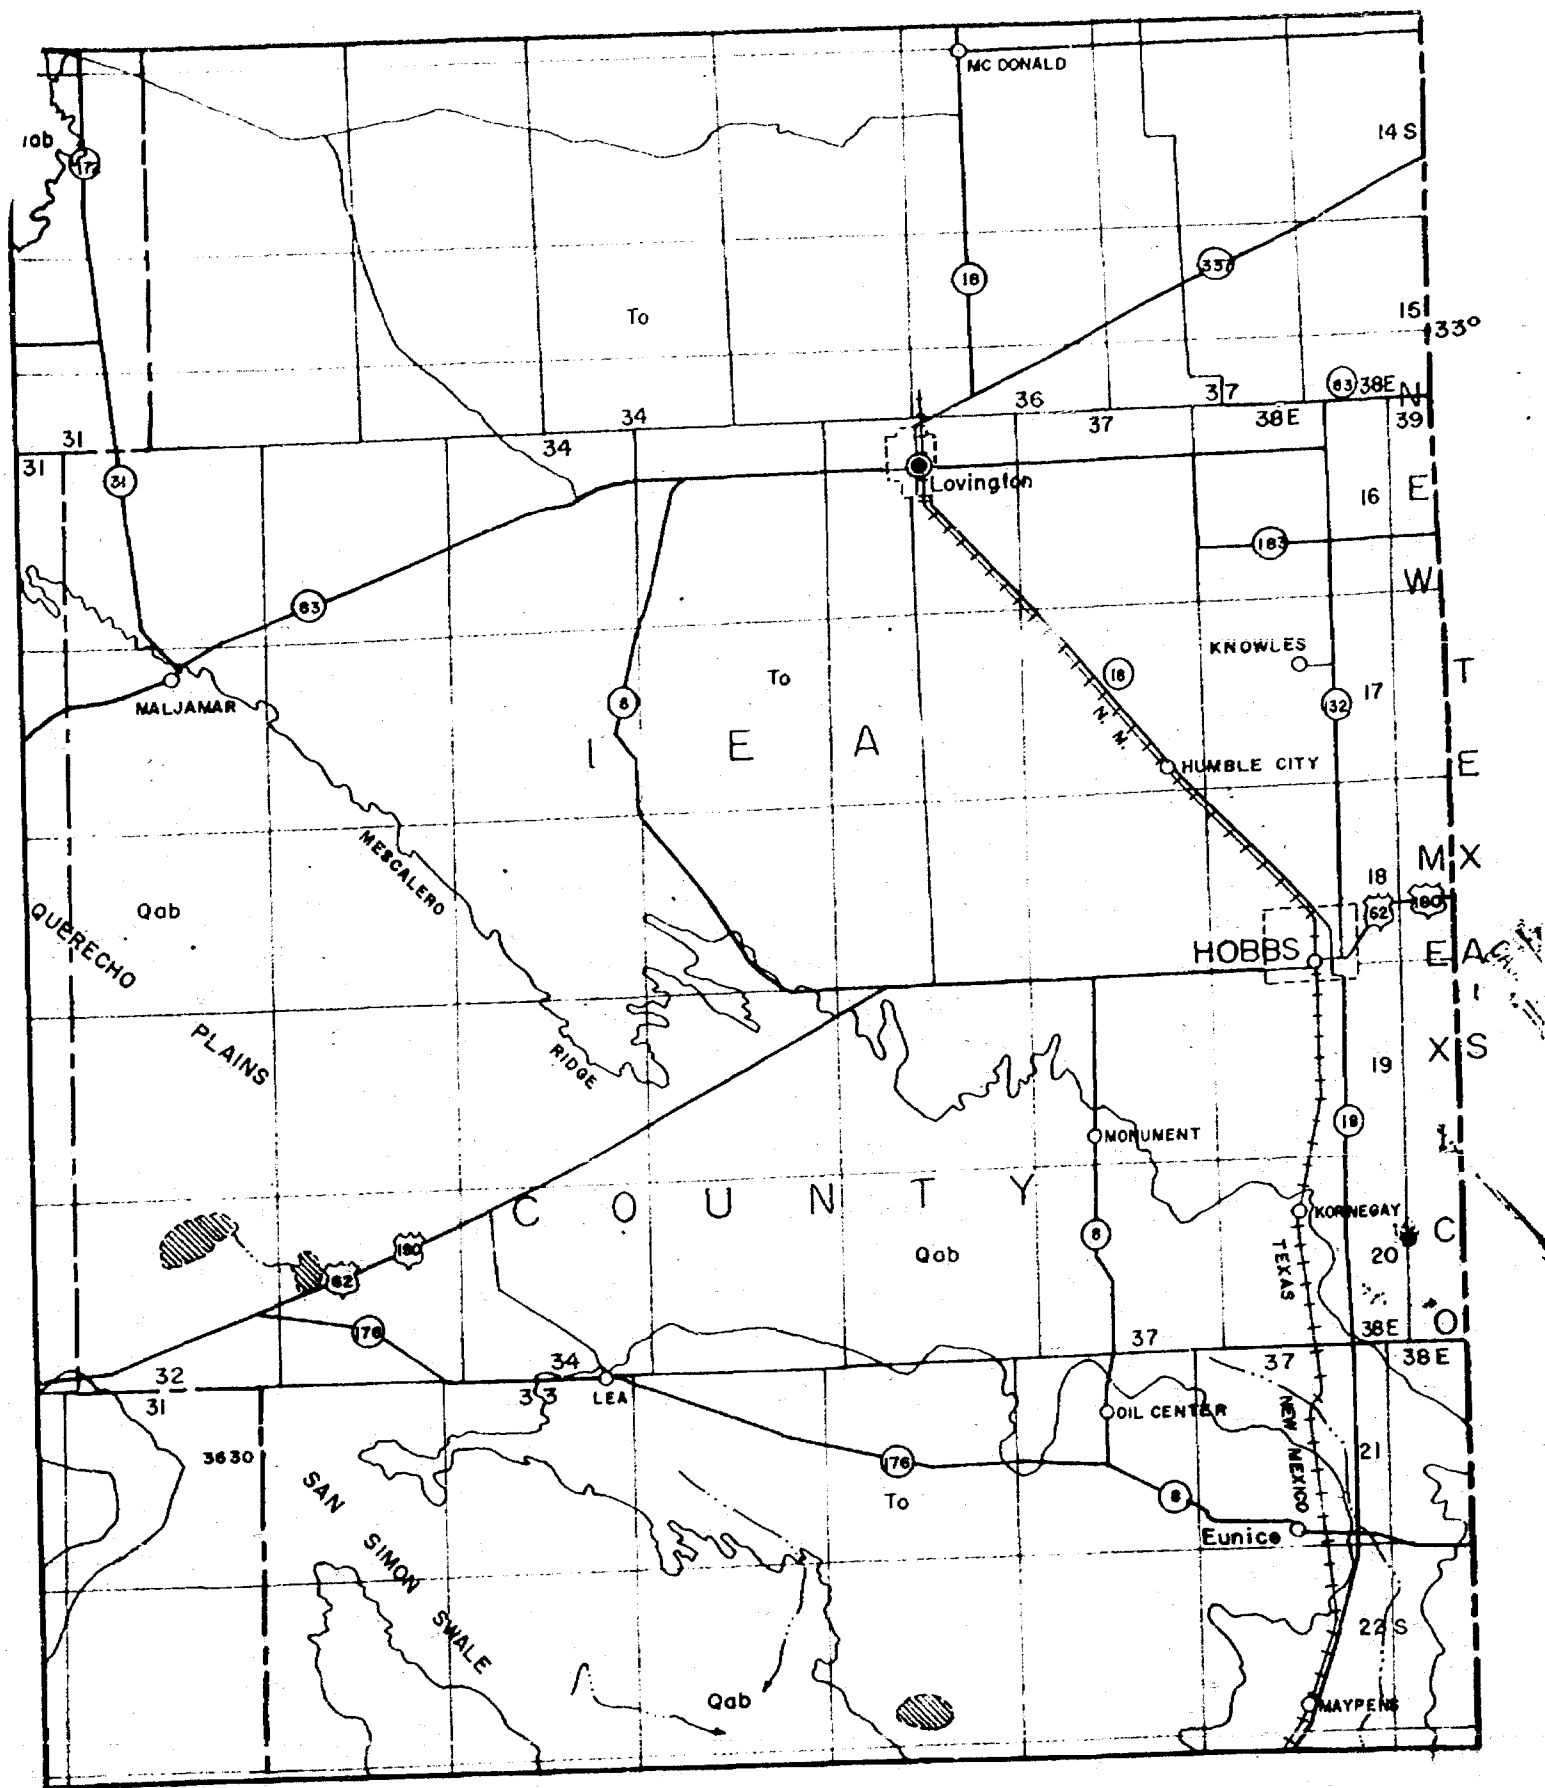 MC DONALD
14 S
172
To
18
337
15
33°
36
37
83
38E
N
31
34
34
37
38E
39
31
31
Lovington
16
E
183
W
83
KNOWLES
T
To
18
17
8
132
MALJAMAR
N. M.
E A
HUMBLE CITY
E
MESCALERO
18
M X
Qab
62
180
QUERECHO
HOBBS
E A
PLAINS
RIDGE
X S
19
18
MONUMENT
I
C O U N T Y
KORNEGAY
8
C
180
Qab
TEXAS
20
62
176
37
38E
O
32
34
37
38 E
31
33
LEA
OIL CENTER
3630
NEW MEXICO
21
SAN
176
8
To
SIMON
Eunice
SWALE
22 S
Qab
MAYPENS